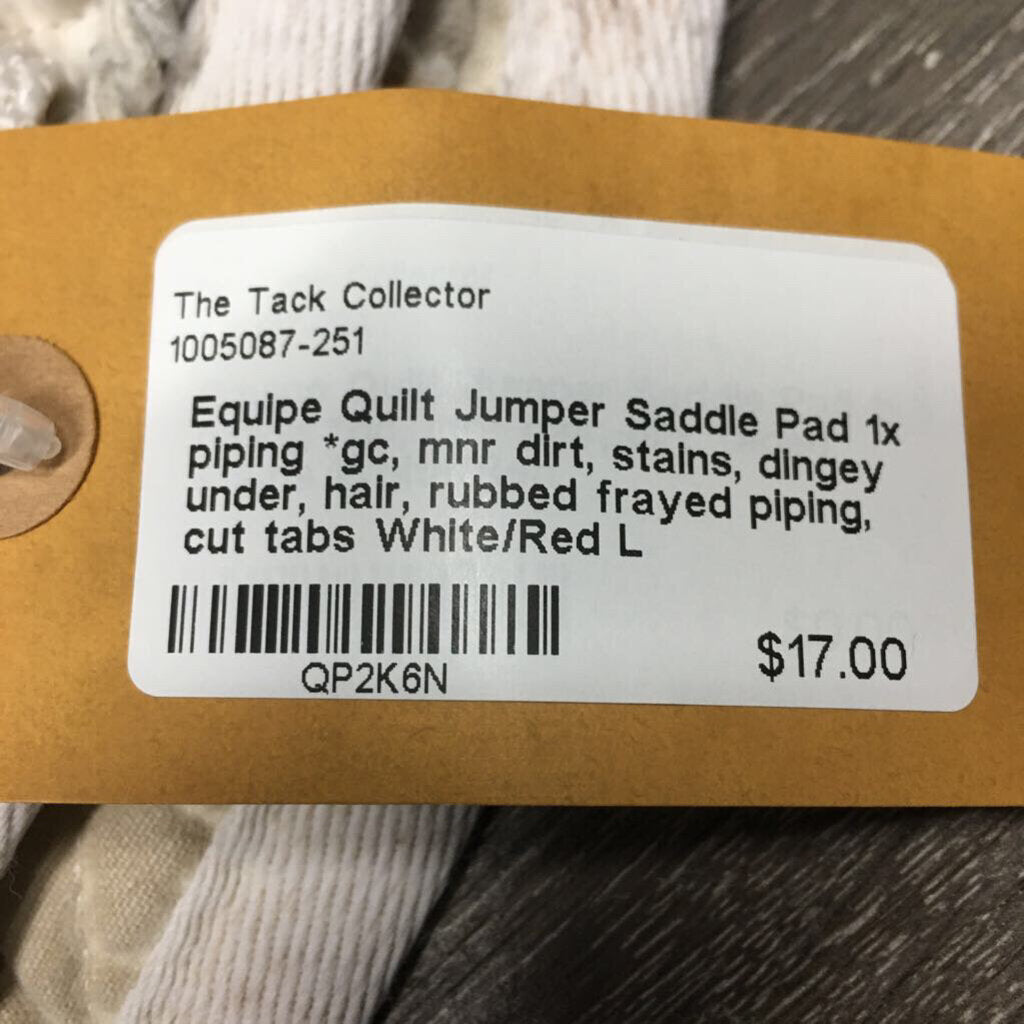 The Tack Collector
1005087-251
Equipe Quilt Jumper Saddle Pad 1x
piping *gc, mnr dirt, stains, dingey
under, hair, rubbed frayed piping,
cut tabs White/Red L
QP2K6N
$17.00